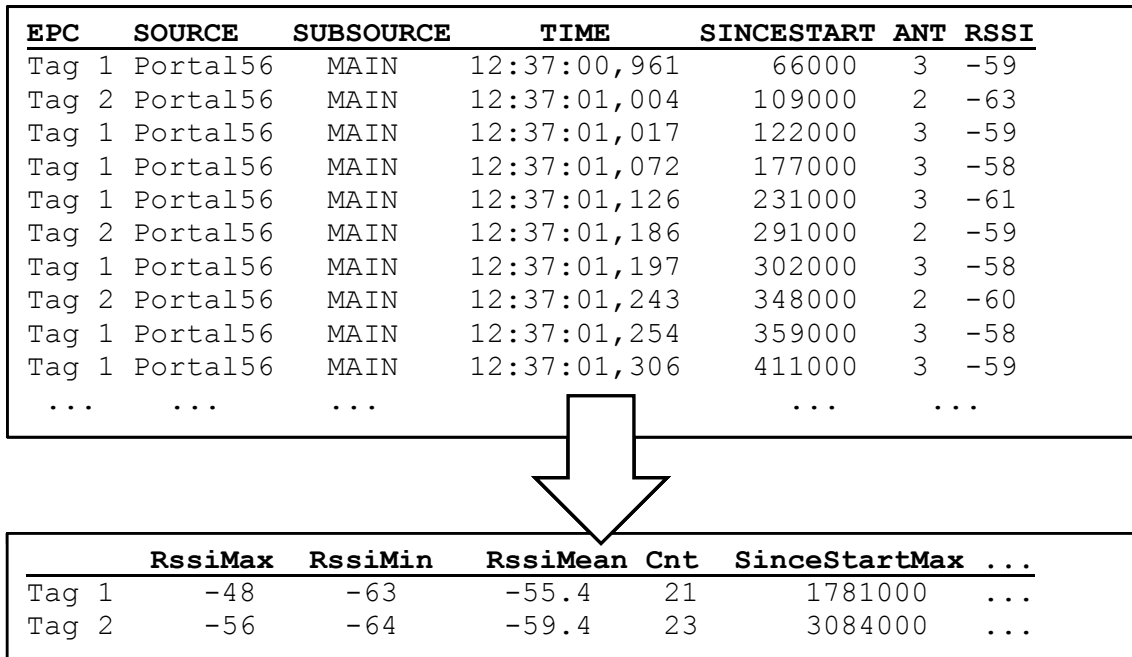 EPC SOURCE SUBSOURCE TIME SINCESTART ANT RSSI
Tag 1 Portal56 MAIN 12:37:00,961 66000 3 -59
Tag 2 Portal56 MAIN 12:37:01,004 109000 2 -63
Tag 1 Portal56 MAIN 12:37:01,017 122000 3 -59
Tag 1 Portal56 MAIN 12:37:01,072 177000 3 -58
Tag 1 Portal56 MAIN 12:37:01,126 231000 3 -61
Tag 2 Portal56 MAIN 12:37:01,186 291000 2 -59
Tag 1 Portal56 MAIN 12:37:01,197 302000 3 -58
Tag 2 Portal56 MAIN 12:37:01,243 348000 2 -60
Tag 1 Portal56 MAIN 12:37:01,254 359000 3 -58
Tag 1 Portal56 MAIN 12:37:01,306 411000 3 -59
... ... ... ... ...
RssiMax RssiMin RssiMean Cnt SinceStartMax ...
Tag 1 -48 -63 -55.4 21 1781000 ...
Tag 2 -56 -64 -59.4 23 3084000 ...